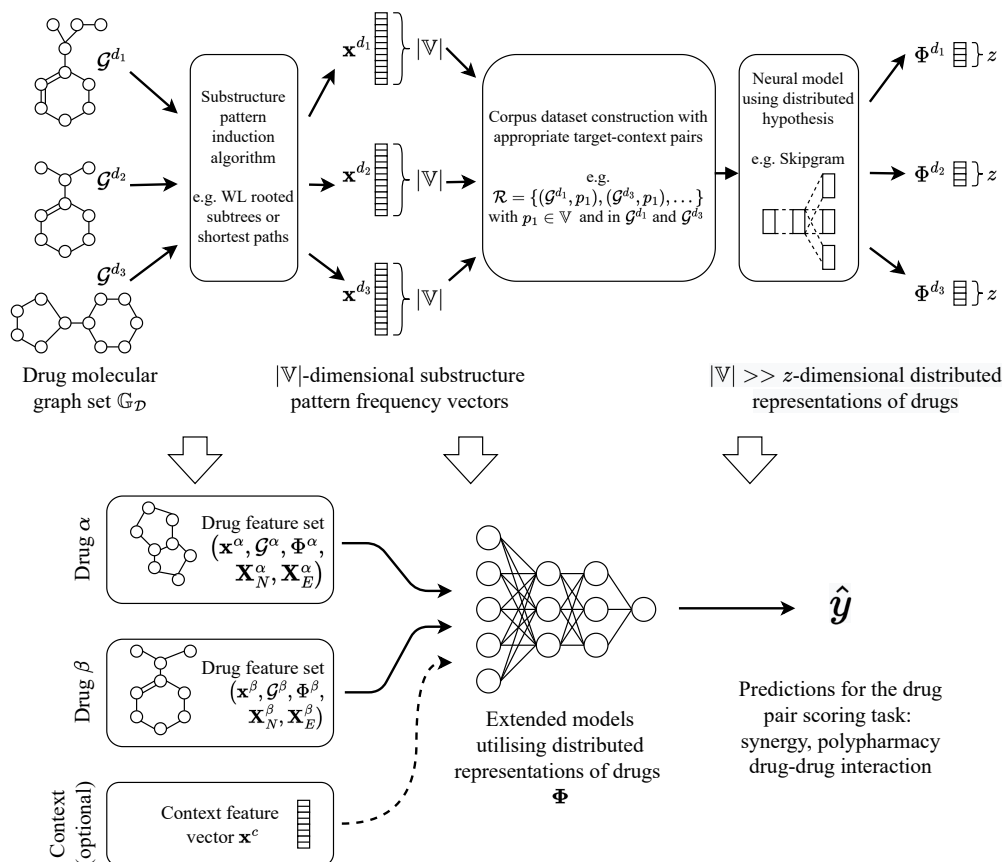 𝓖^{d_1}
Substructure
pattern
induction
algorithm
e.g. WL rooted
subtrees or
shortest paths
𝓖^{d_2}
𝓖^{d_3}
Drug molecular
graph set 𝔾_𝒟
x^{d_1} } |𝕍|
x^{d_2} } |𝕍|
x^{d_3} } |𝕍|
|𝕍|-dimensional substructure
pattern frequency vectors
Corpus dataset construction with
appropriate target-context pairs
e.g.
ℛ = {(𝓖^{d_1}, p_1), (𝓖^{d_3}, p_1), …}
with p_1 ∈ 𝕍 and in 𝓖^{d_1} and 𝓖^{d_3}
Neural model
using distributed
hypothesis
e.g. Skipgram
Φ^{d_1} } z
Φ^{d_2} } z
Φ^{d_3} } z
|𝕍| >> z-dimensional distributed
representations of drugs
Drug α
Drug feature set
(x^α, 𝓖^α, Φ^α,
X_N^α, X_E^α)
Drug β
Drug feature set
(x^β, 𝓖^β, Φ^β,
X_N^β, X_E^β)
Context
(optional)
Context feature
vector x^c
Extended models
utilising distributed
representations of drugs
Φ
ŷ
Predictions for the drug
pair scoring task:
synergy, polypharmacy
drug-drug interaction